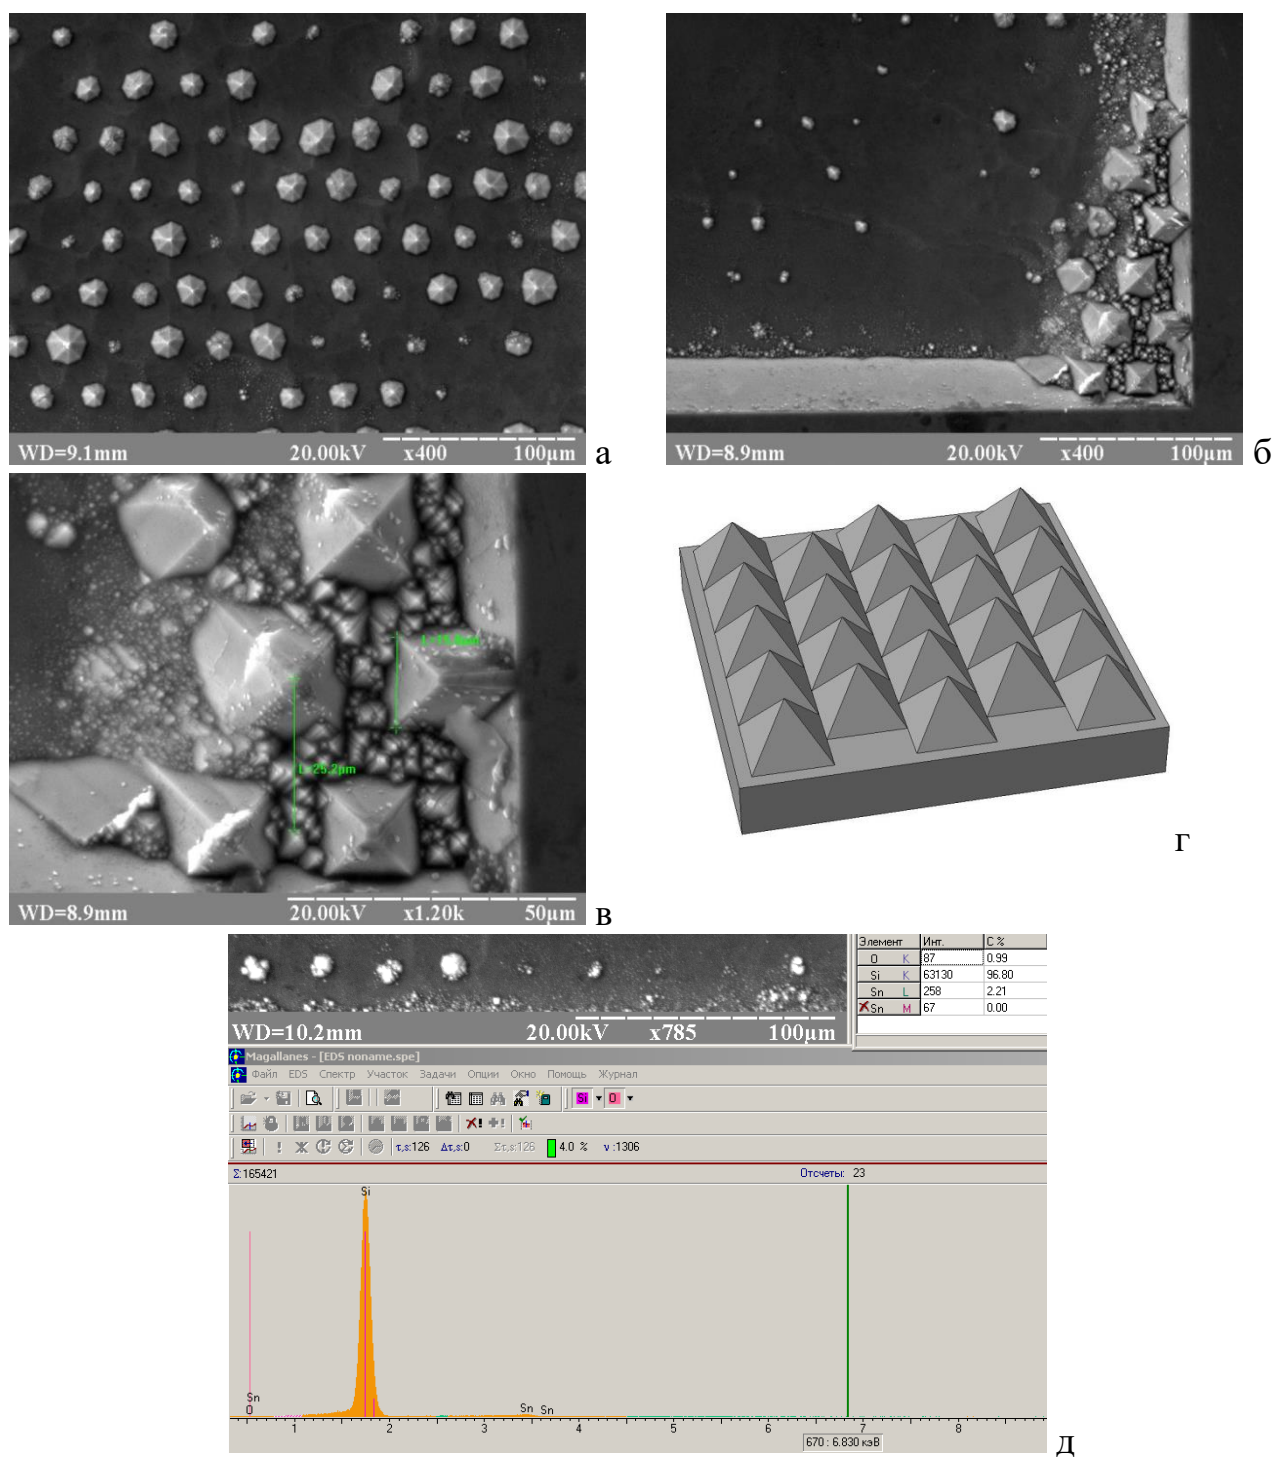 WD=9.1mm 20.00kV x400 100µm
а
WD=8.9mm 20.00kV x400 100µm
б
L=25.2µm
WD=8.9mm 20.00kV x1.20k 50µm
в
г
WD=10.2mm 20.00kV x785 100µm
Элемент Инт. C %
O K 87 0.99
Si K 63130 96.80
Sn L 258 2.21
Sn M 67 0.00
Magallanes - [EDS noname.spe]
Файл EDS Спектр Участок Задачи Опции Окно Помощь Журнал
Si O
τ,s:126 Δτ,s:0 Στ,s:126 4.0 % ν :1306
Σ:165421 Отсчеты: 23
Si
Sn
O
Sn Sn
1 2 3 4 5 6 7 8
670 : 6.830 кэВ
д